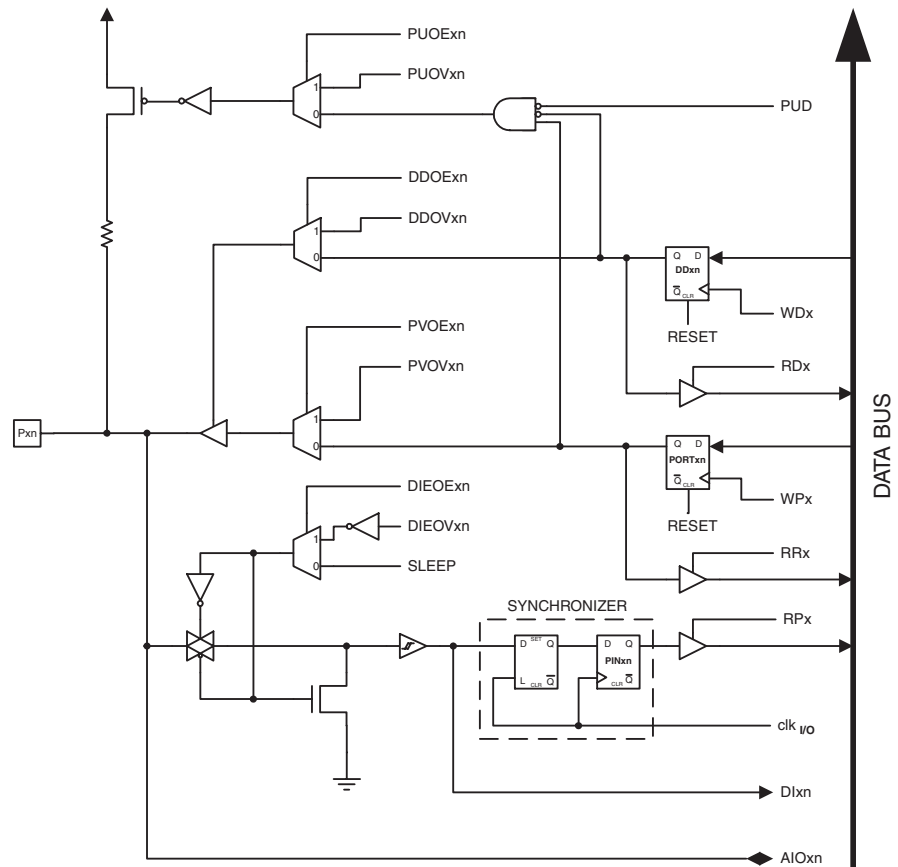 PUOExn
PUOVxn
1
0
PUD
DDOExn
DDOVxn
1
0
Q D
DDxn
Q CLR
WDx
RESET
RDx
PVOExn
PVOVxn
1
0
Pxn
Q D
PORTxn
Q CLR
WPx
RESET
RRx
DATA BUS
DIEOExn
DIEOVxn
1
0
SLEEP
SYNCHRONIZER
RPx
D SET Q
L CLR Q
D Q
PINxn
CLR Q
clk I/O
DIxn
AIOxn